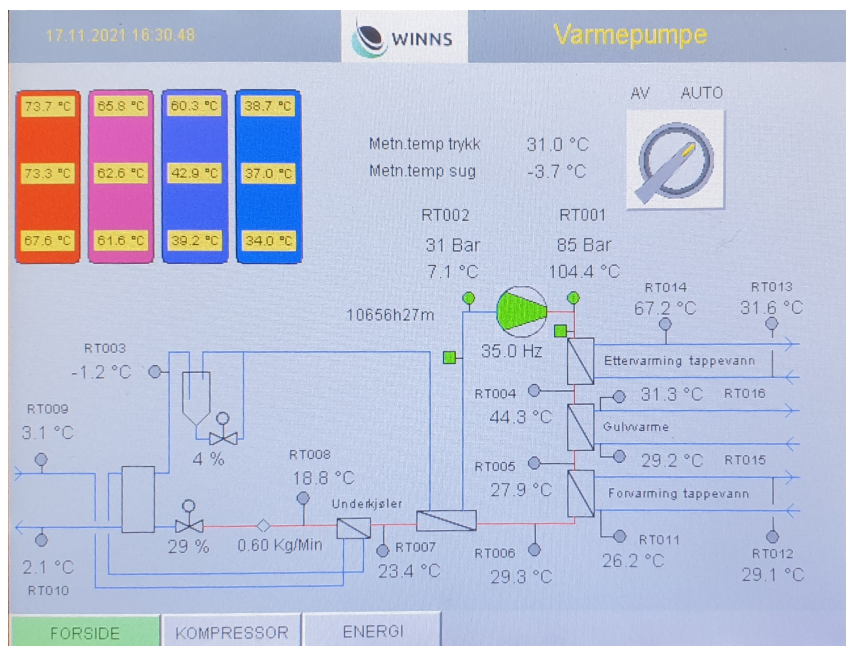 17.11.2021 16:30.48
WINNS
Varmepumpe
73.7 °C 65.8 °C 60.3 °C 38.7 °C
73.3 °C 62.6 °C 42.9 °C 37.0 °C
67.6 °C 61.6 °C 39.2 °C 34.0 °C
AV AUTO
Metn.temp trykk 31.0 °C
Metn.temp sug -3.7 °C
RT002 RT001
31 Bar 85 Bar
7.1 °C 104.4 °C
RT014 RT013
67.2 °C 31.6 °C
10656h27m
35.0 Hz
RT003
-1.2 °C
Ettervarming tappevann
RT004 31.3 °C RT016
44.3 °C
Gulvvarme
RT009
3.1 °C
4 %
RT008
18.8 °C
29.2 °C RT015
RT005
27.9 °C
Forvarming tappevann
Underkjøler
29 %
0.60 Kg/Min
RT007
23.4 °C
RT006
29.3 °C
RT011
26.2 °C
RT012
29.1 °C
2.1 °C
RT010
FORSIDE KOMPRESSOR ENERGI